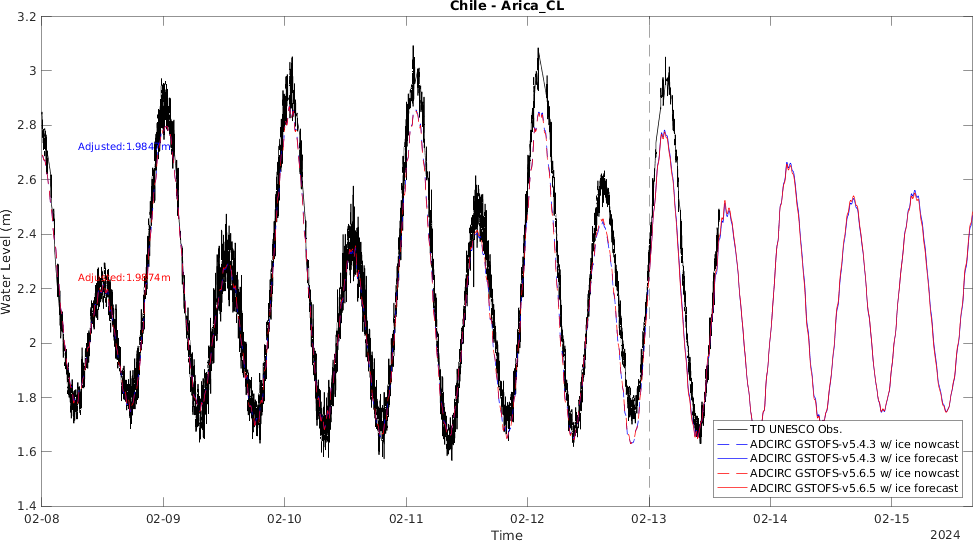 Chile - Arica_CL
3.2
3
2.8
2.6
2.4
2.2
2
1.8
1.6
1.4
Water Level (m)
Adjusted:1.984
Adjusted:1.9874m
TD UNESCO Obs.
ADCIRC GSTOFS-v5.4.3 w/ ice nowcast
ADCIRC GSTOFS-v5.4.3 w/ ice forecast
ADCIRC GSTOFS-v5.6.5 w/ ice nowcast
ADCIRC GSTOFS-v5.6.5 w/ ice forecast
02-08 02-09 02-10 02-11 02-12 02-13 02-14 02-15
Time
2024